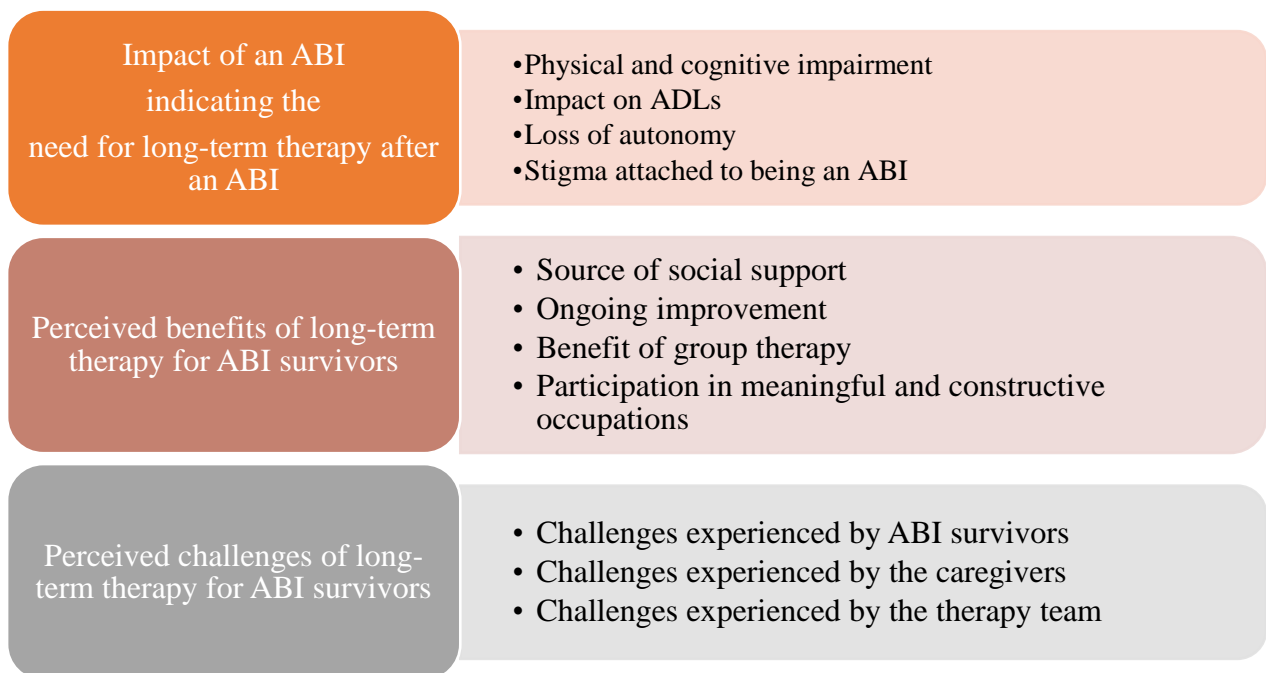 Impact of an ABI
indicating the
need for long-term therapy after
an ABI
•Physical and cognitive impairment
•Impact on ADLs
•Loss of autonomy
•Stigma attached to being an ABI
Perceived benefits of long-term
therapy for ABI survivors
• Source of social support
• Ongoing improvement
• Benefit of group therapy
• Participation in meaningful and constructive
occupations
Perceived challenges of long-
term therapy for ABI survivors
• Challenges experienced by ABI survivors
• Challenges experienced by the caregivers
• Challenges experienced by the therapy team